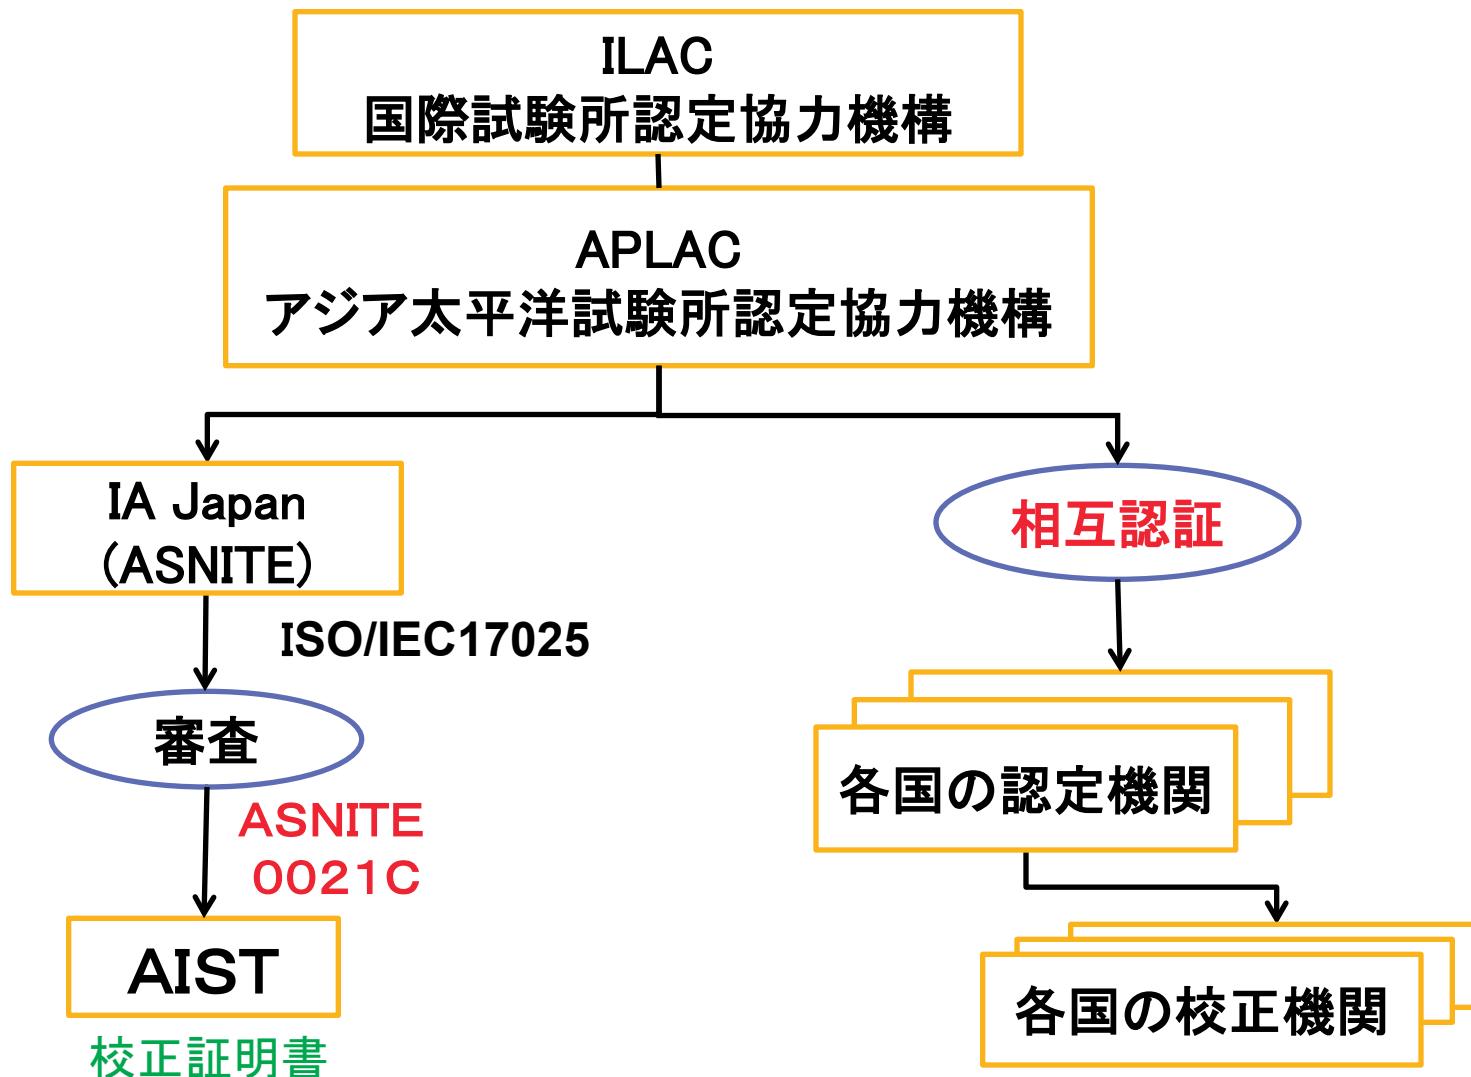 ILAC
国際試験所認定協力機構
APLAC
アジア太平洋試験所認定協力機構
IA Japan
(ASNITE)
相互認証
ISO/IEC17025
審査
ASNITE
0021C
各国の認定機関
AIST
各国の校正機関
校正証明書